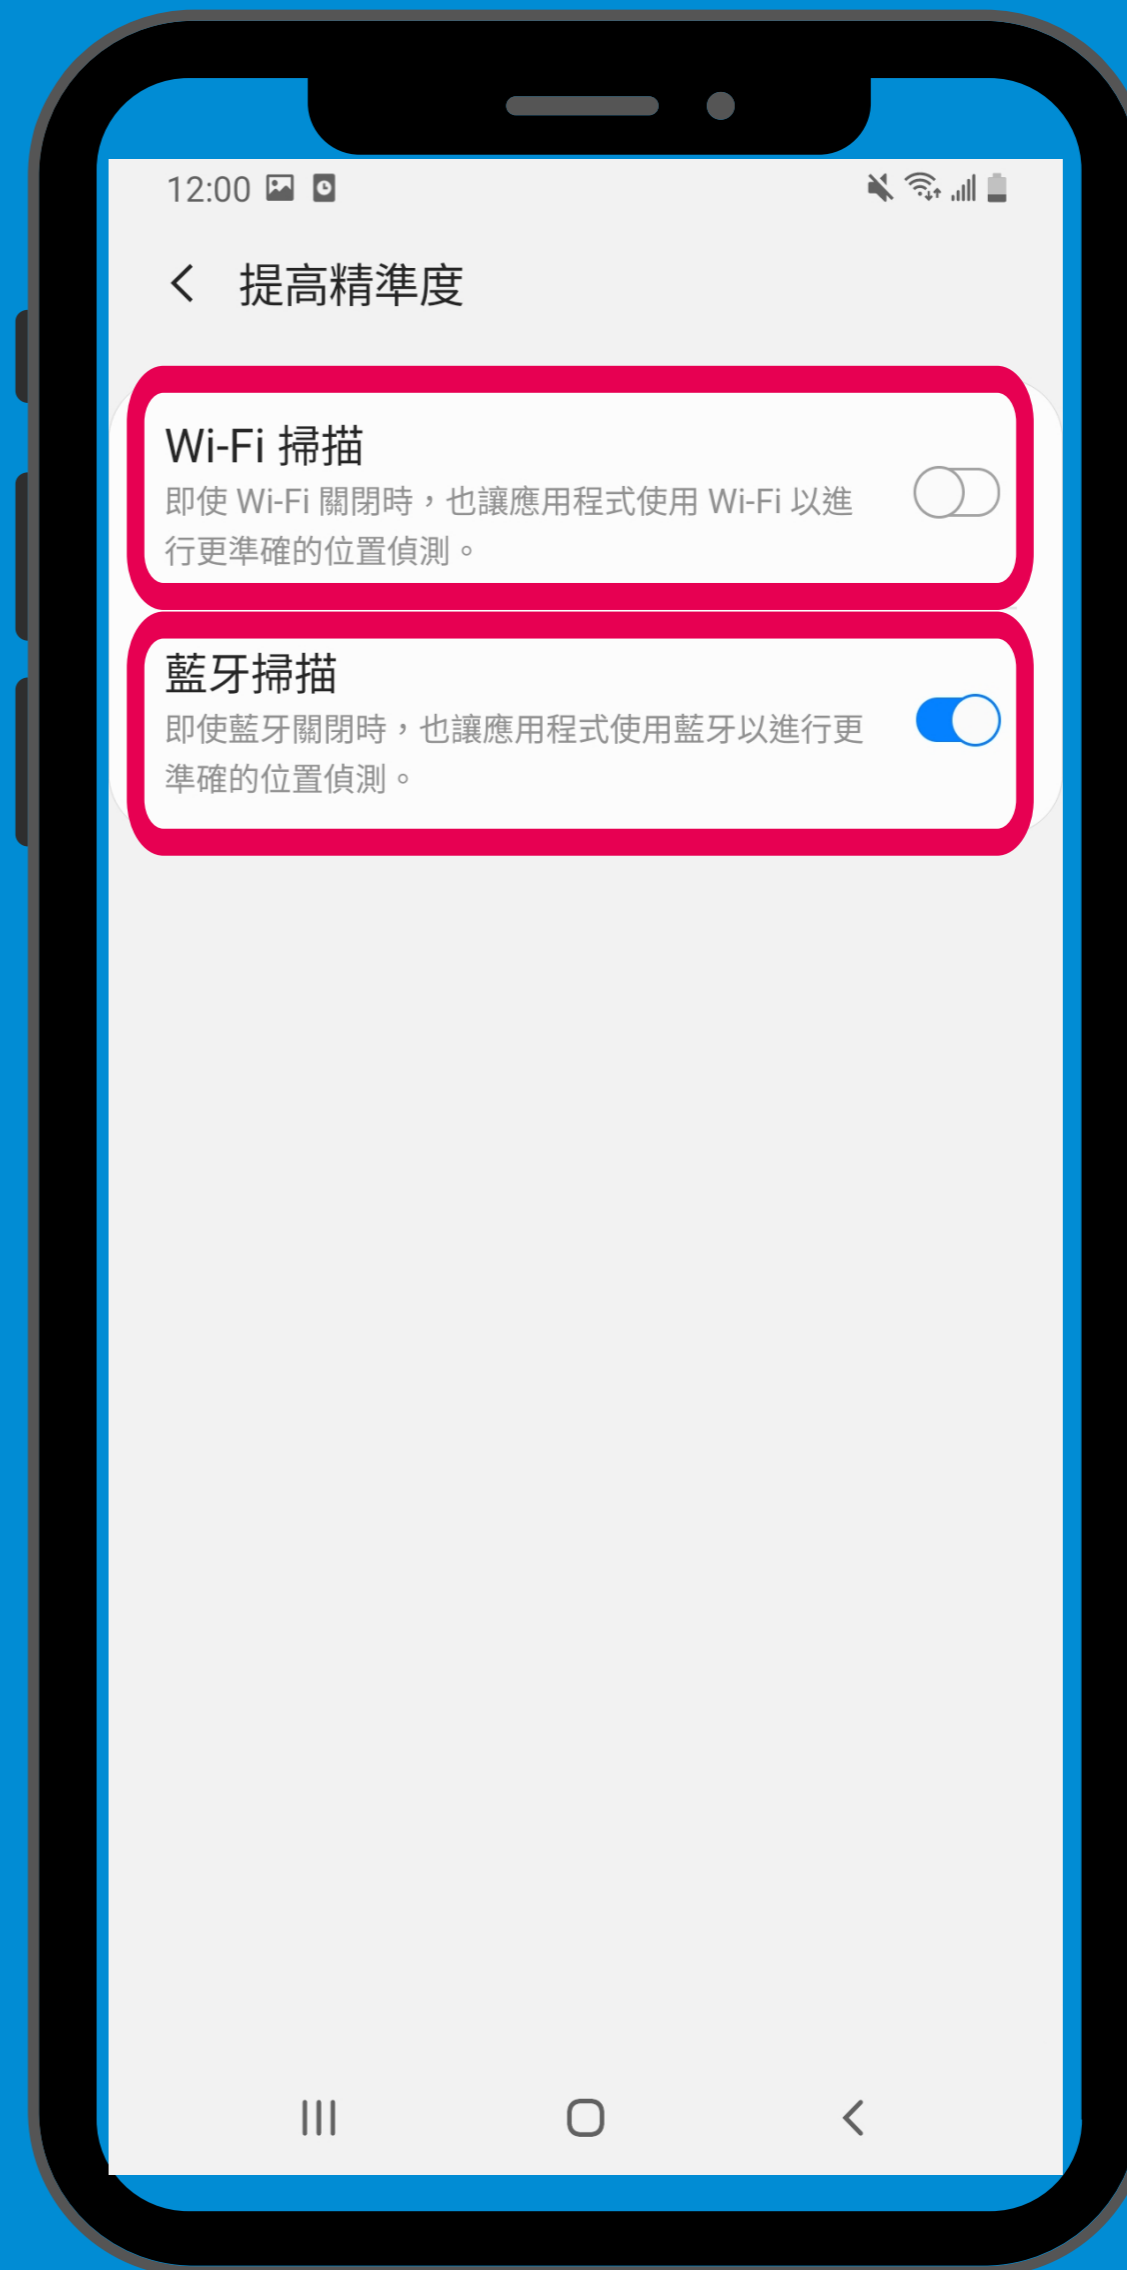 12:00
提高精準度
Wi-Fi 掃描
即使 Wi-Fi 關閉時，也讓應用程式使用 Wi-Fi 以進
行更準確的位置偵測。
藍牙掃描
即使藍牙關閉時，也讓應用程式使用藍牙以進行更
準確的位置偵測。